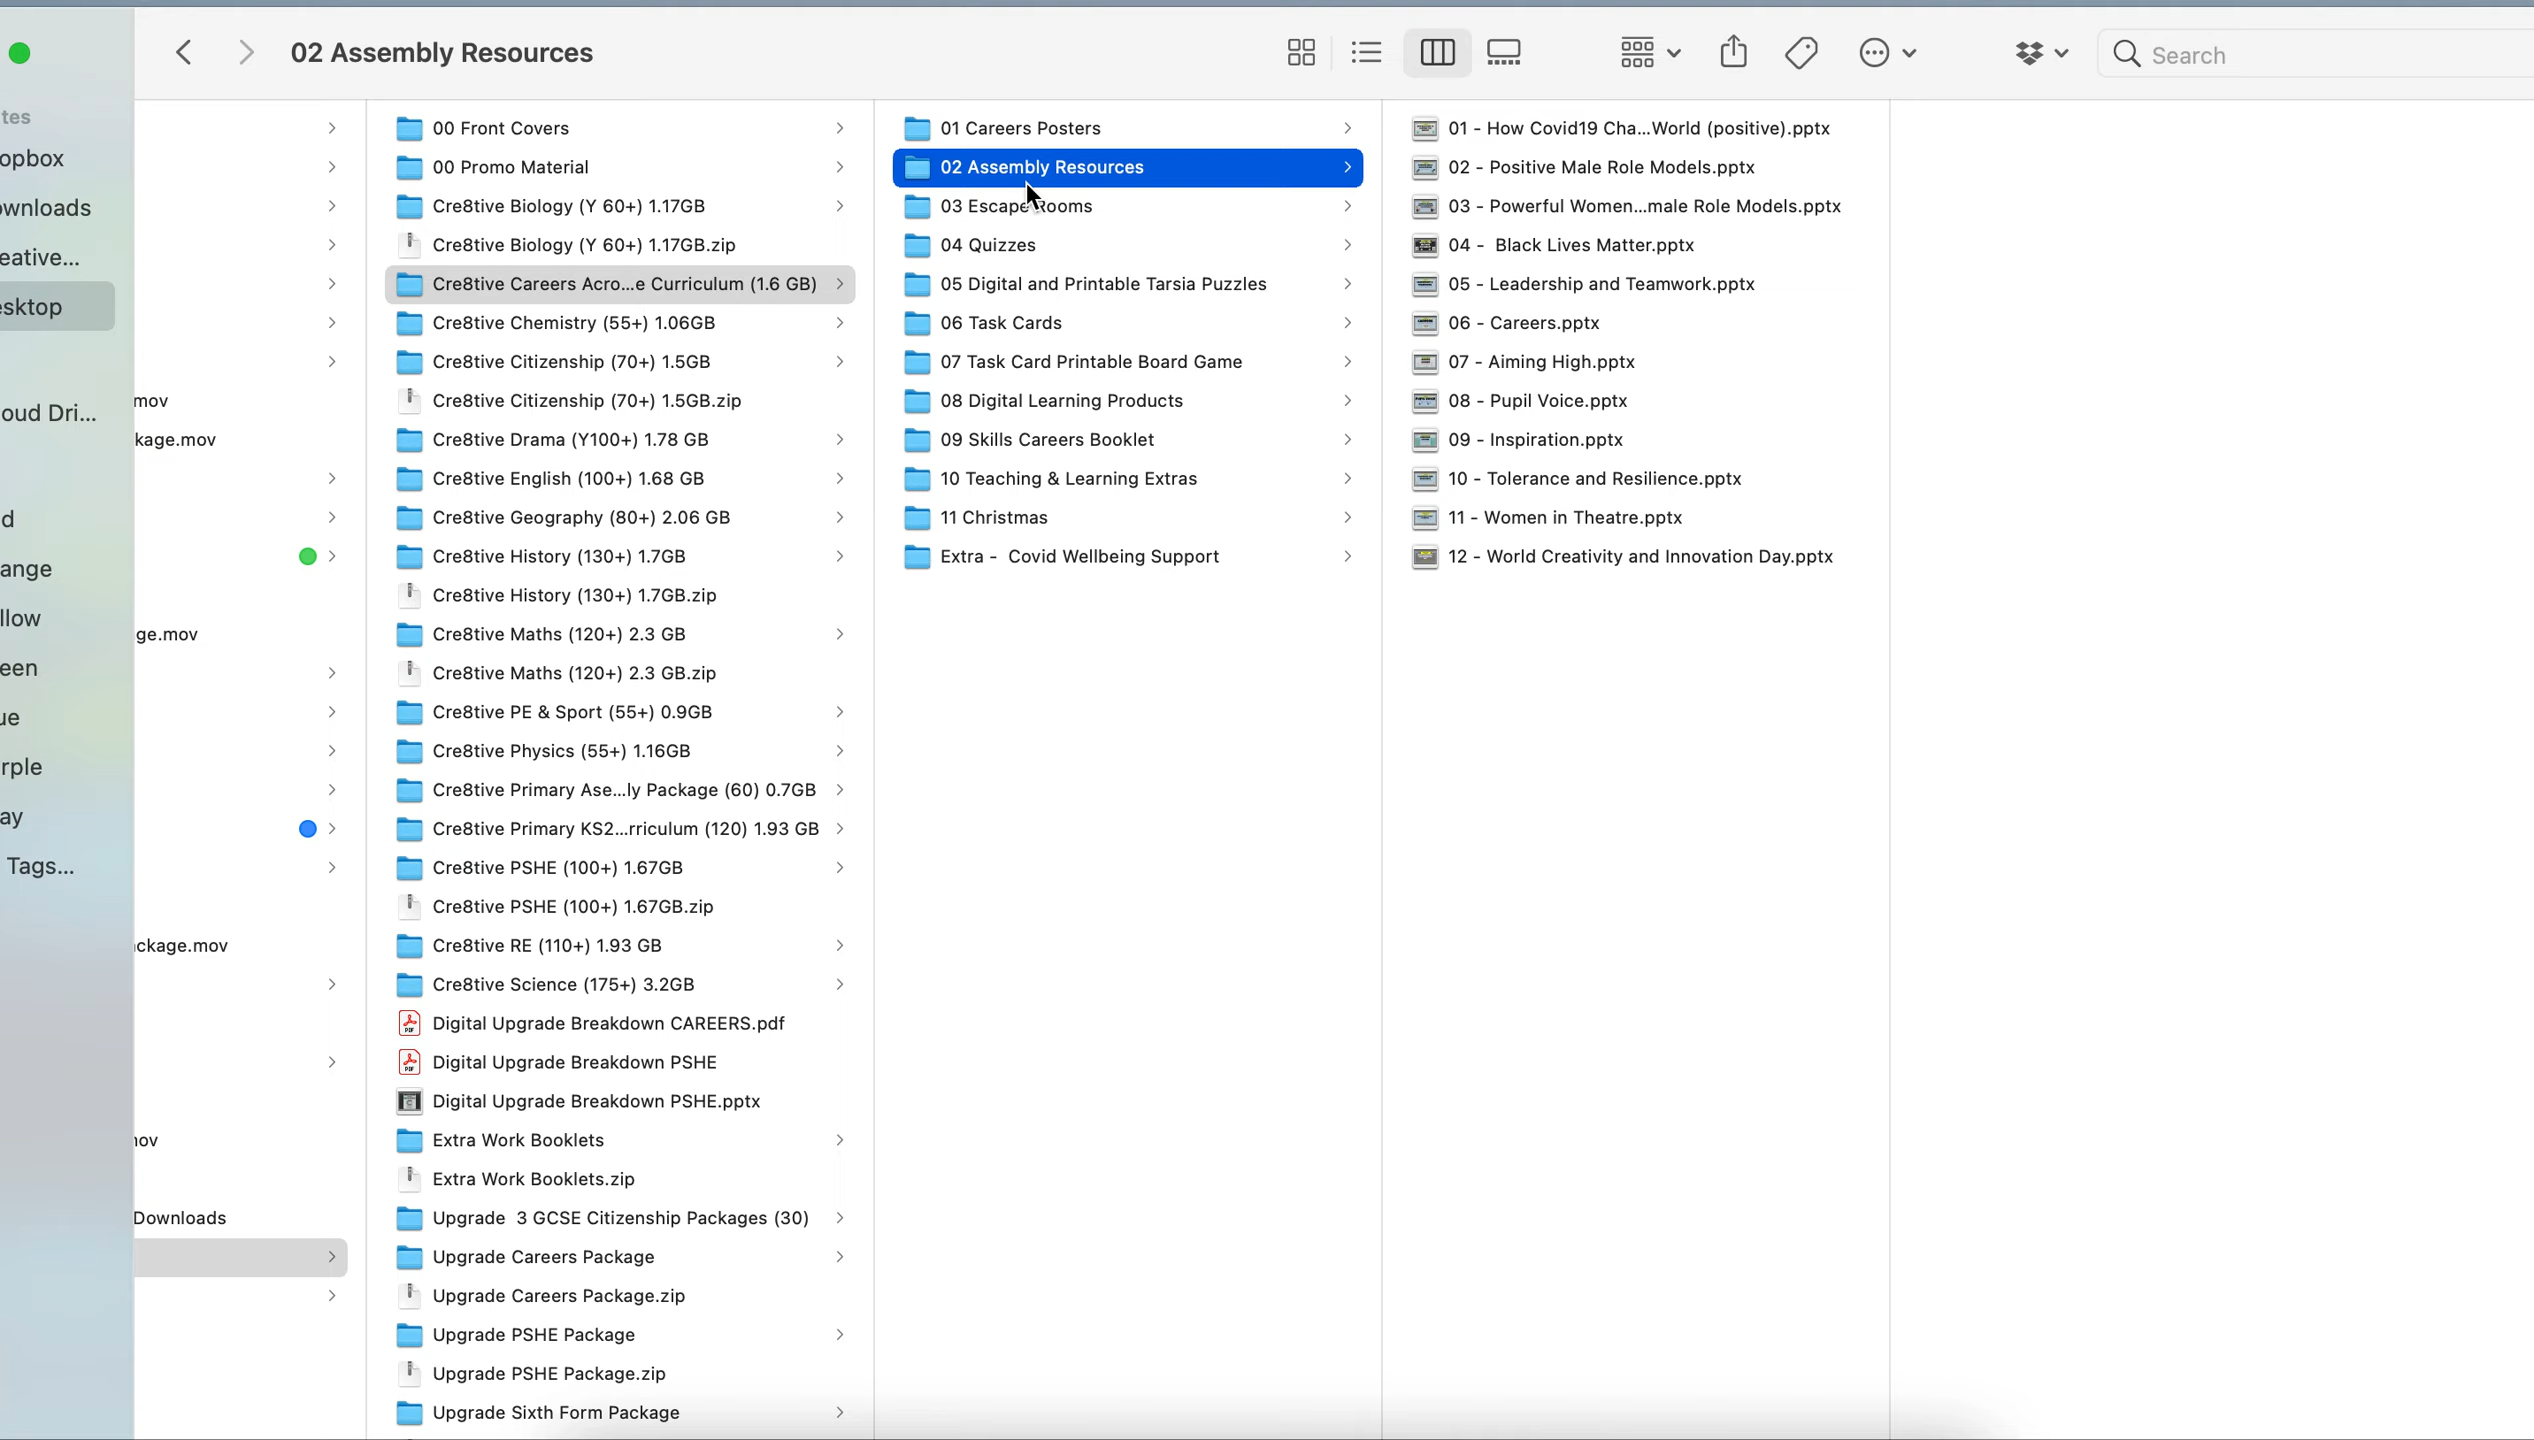 02 Assembly Resources
Search
tes
opbox
ownloads
eative...
esktop
oud Dri...
d
ange
llow
een
ue
rple
ay
Tags...
mov
kage.mov
ge.mov
ckage.mov
ov
Downloads
00 Front Covers
00 Promo Material
Cre8tive Biology (Y 60+) 1.17GB
Cre8tive Biology (Y 60+) 1.17GB.zip
Cre8tive Careers Acro...e Curriculum (1.6 GB)
Cre8tive Chemistry (55+) 1.06GB
Cre8tive Citizenship (70+) 1.5GB
Cre8tive Citizenship (70+) 1.5GB.zip
Cre8tive Drama (Y100+) 1.78 GB
Cre8tive English (100+) 1.68 GB
Cre8tive Geography (80+) 2.06 GB
Cre8tive History (130+) 1.7GB
Cre8tive History (130+) 1.7GB.zip
Cre8tive Maths (120+) 2.3 GB
Cre8tive Maths (120+) 2.3 GB.zip
Cre8tive PE & Sport (55+) 0.9GB
Cre8tive Physics (55+) 1.16GB
Cre8tive Primary Ase...ly Package (60) 0.7GB
Cre8tive Primary KS2...rriculum (120) 1.93 GB
Cre8tive PSHE (100+) 1.67GB
Cre8tive PSHE (100+) 1.67GB.zip
Cre8tive RE (110+) 1.93 GB
Cre8tive Science (175+) 3.2GB
Digital Upgrade Breakdown CAREERS.pdf
Digital Upgrade Breakdown PSHE
Digital Upgrade Breakdown PSHE.pptx
Extra Work Booklets
Extra Work Booklets.zip
Upgrade 3 GCSE Citizenship Packages (30)
Upgrade Careers Package
Upgrade Careers Package.zip
Upgrade PSHE Package
Upgrade PSHE Package.zip
Upgrade Sixth Form Package
01 Careers Posters
02 Assembly Resources
03 Escape Rooms
04 Quizzes
05 Digital and Printable Tarsia Puzzles
06 Task Cards
07 Task Card Printable Board Game
08 Digital Learning Products
09 Skills Careers Booklet
10 Teaching & Learning Extras
11 Christmas
Extra - Covid Wellbeing Support
01 - How Covid19 Cha...World (positive).pptx
02 - Positive Male Role Models.pptx
03 - Powerful Women...male Role Models.pptx
04 - Black Lives Matter.pptx
05 - Leadership and Teamwork.pptx
06 - Careers.pptx
07 - Aiming High.pptx
08 - Pupil Voice.pptx
09 - Inspiration.pptx
10 - Tolerance and Resilience.pptx
11 - Women in Theatre.pptx
12 - World Creativity and Innovation Day.pptx